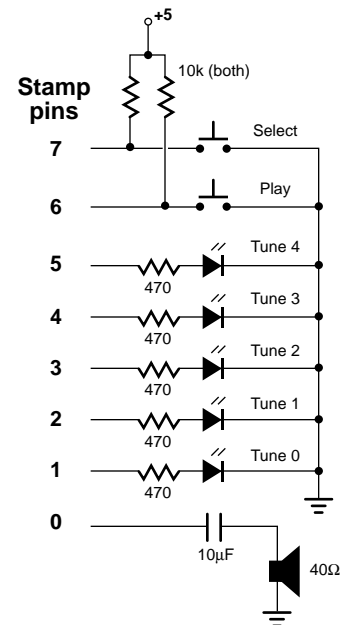 +5
10k (both)
Stamp
pins
7
Select
6
Play
5
Tune 4
470
4
Tune 3
470
3
Tune 2
470
2
Tune 1
470
1
Tune 0
470
0
10μF
40Ω